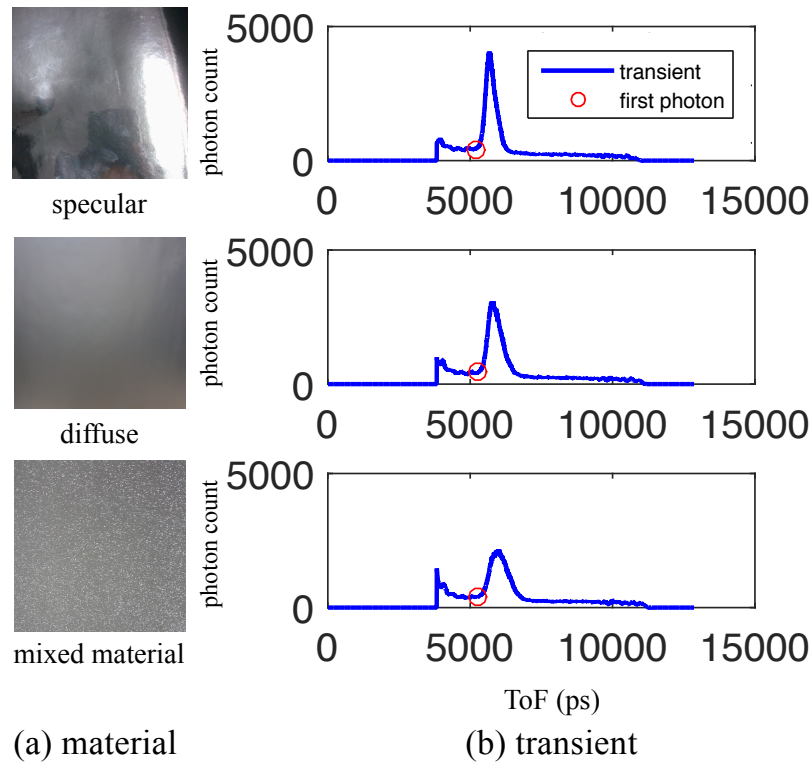 5000
photon count
transient
first photon
0
0
5000
10000
15000
specular
5000
photon count
0
0
5000
10000
15000
diffuse
5000
photon count
0
0
5000
10000
15000
mixed material
ToF (ps)
(a) material
(b) transient